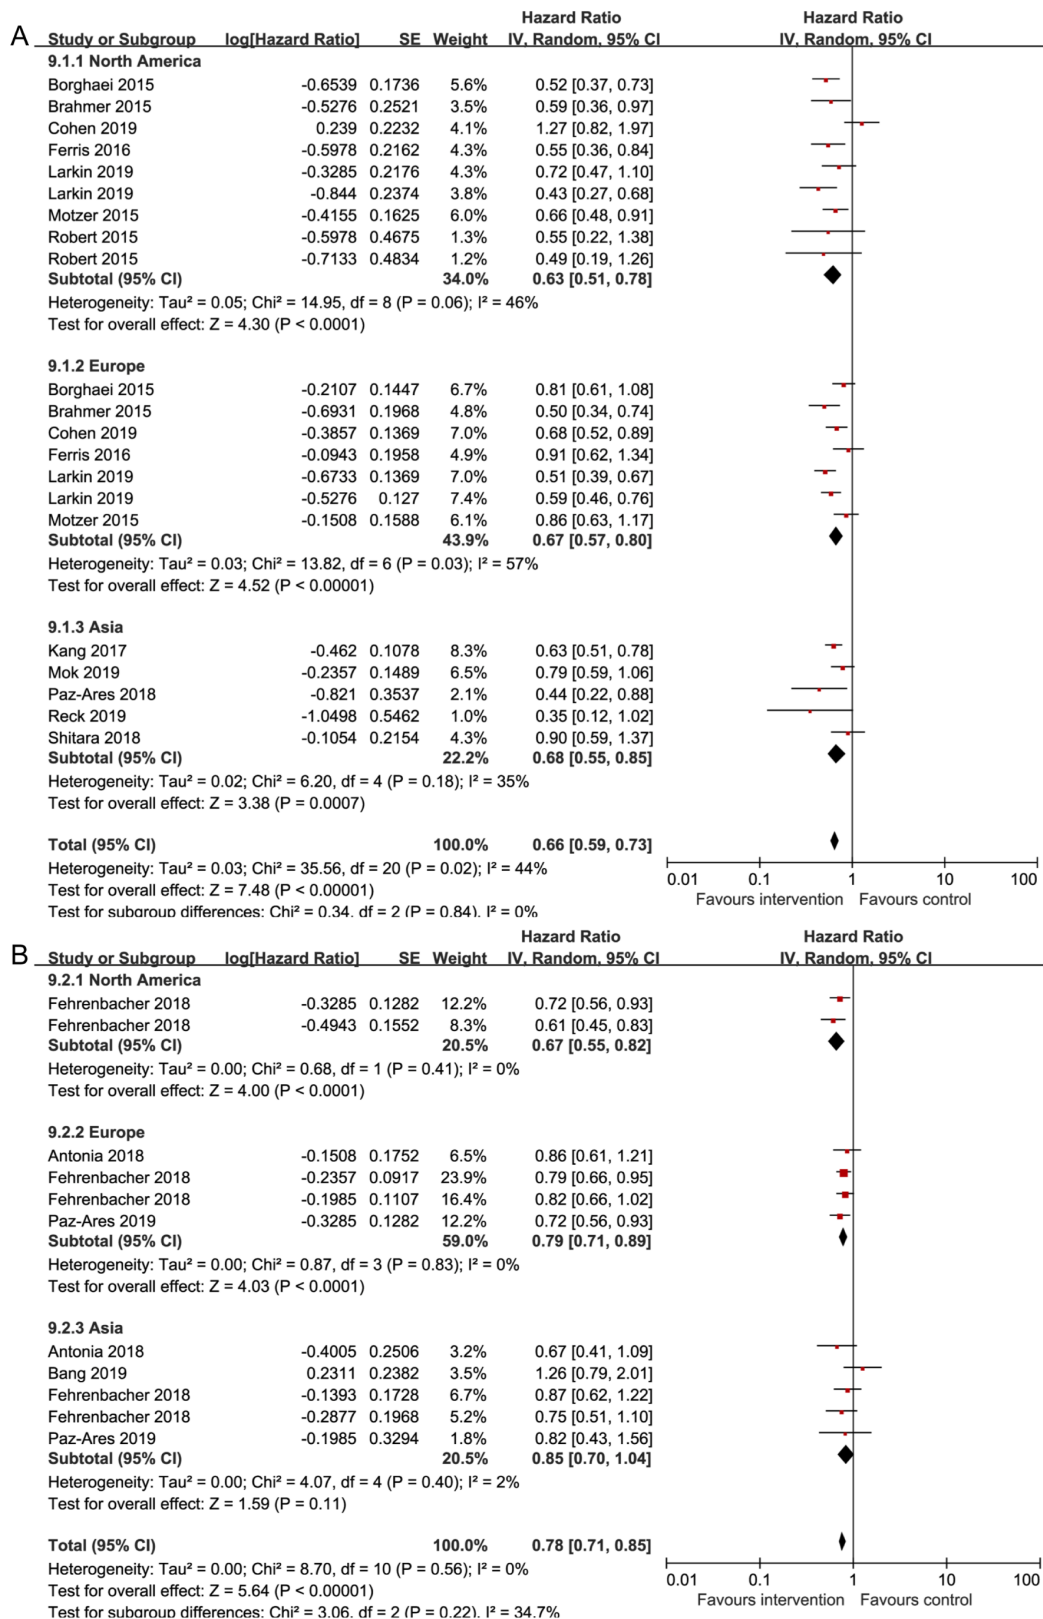 A
Hazard Ratio Hazard Ratio
Study or Subgroup log[Hazard Ratio] SE Weight IV, Random, 95% CI IV, Random, 95% CI
9.1.1 North America
Borghaei 2015 -0.6539 0.1736 5.6% 0.52 [0.37, 0.73]
Brahmer 2015 -0.5276 0.2521 3.5% 0.59 [0.36, 0.97]
Cohen 2019 0.239 0.2232 4.1% 1.27 [0.82, 1.97]
Ferris 2016 -0.5978 0.2162 4.3% 0.55 [0.36, 0.84]
Larkin 2019 -0.3285 0.2176 4.3% 0.72 [0.47, 1.10]
Larkin 2019 -0.844 0.2374 3.8% 0.43 [0.27, 0.68]
Motzer 2015 -0.4155 0.1625 6.0% 0.66 [0.48, 0.91]
Robert 2015 -0.5978 0.4675 1.3% 0.55 [0.22, 1.38]
Robert 2015 -0.7133 0.4834 1.2% 0.49 [0.19, 1.26]
Subtotal (95% CI) 34.0% 0.63 [0.51, 0.78]
Heterogeneity: Tau² = 0.05; Chi² = 14.95, df = 8 (P = 0.06); I² = 46%
Test for overall effect: Z = 4.30 (P < 0.0001)
9.1.2 Europe
Borghaei 2015 -0.2107 0.1447 6.7% 0.81 [0.61, 1.08]
Brahmer 2015 -0.6931 0.1968 4.8% 0.50 [0.34, 0.74]
Cohen 2019 -0.3857 0.1369 7.0% 0.68 [0.52, 0.89]
Ferris 2016 -0.0943 0.1958 4.9% 0.91 [0.62, 1.34]
Larkin 2019 -0.6733 0.1369 7.0% 0.51 [0.39, 0.67]
Larkin 2019 -0.5276 0.127 7.4% 0.59 [0.46, 0.76]
Motzer 2015 -0.1508 0.1588 6.1% 0.86 [0.63, 1.17]
Subtotal (95% CI) 43.9% 0.67 [0.57, 0.80]
Heterogeneity: Tau² = 0.03; Chi² = 13.82, df = 6 (P = 0.03); I² = 57%
Test for overall effect: Z = 4.52 (P < 0.00001)
9.1.3 Asia
Kang 2017 -0.462 0.1078 8.3% 0.63 [0.51, 0.78]
Mok 2019 -0.2357 0.1489 6.5% 0.79 [0.59, 1.06]
Paz-Ares 2018 -0.821 0.3537 2.1% 0.44 [0.22, 0.88]
Reck 2019 -1.0498 0.5462 1.0% 0.35 [0.12, 1.02]
Shitara 2018 -0.1054 0.2154 4.3% 0.90 [0.59, 1.37]
Subtotal (95% CI) 22.2% 0.68 [0.55, 0.85]
Heterogeneity: Tau² = 0.02; Chi² = 6.20, df = 4 (P = 0.18); I² = 35%
Test for overall effect: Z = 3.38 (P = 0.0007)
Total (95% CI) 100.0% 0.66 [0.59, 0.73]
Heterogeneity: Tau² = 0.03; Chi² = 35.56, df = 20 (P = 0.02); I² = 44%
Test for overall effect: Z = 7.48 (P < 0.00001)
Test for subgroup differences: Chi² = 0.34, df = 2 (P = 0.84), I² = 0%
0.01 0.1 1 10 100
Favours intervention Favours control
B
Hazard Ratio Hazard Ratio
Study or Subgroup log[Hazard Ratio] SE Weight IV, Random, 95% CI IV, Random, 95% CI
9.2.1 North America
Fehrenbacher 2018 -0.3285 0.1282 12.2% 0.72 [0.56, 0.93]
Fehrenbacher 2018 -0.4943 0.1552 8.3% 0.61 [0.45, 0.83]
Subtotal (95% CI) 20.5% 0.67 [0.55, 0.82]
Heterogeneity: Tau² = 0.00; Chi² = 0.68, df = 1 (P = 0.41); I² = 0%
Test for overall effect: Z = 4.00 (P < 0.0001)
9.2.2 Europe
Antonia 2018 -0.1508 0.1752 6.5% 0.86 [0.61, 1.21]
Fehrenbacher 2018 -0.2357 0.0917 23.9% 0.79 [0.66, 0.95]
Fehrenbacher 2018 -0.1985 0.1107 16.4% 0.82 [0.66, 1.02]
Paz-Ares 2019 -0.3285 0.1282 12.2% 0.72 [0.56, 0.93]
Subtotal (95% CI) 59.0% 0.79 [0.71, 0.89]
Heterogeneity: Tau² = 0.00; Chi² = 0.87, df = 3 (P = 0.83); I² = 0%
Test for overall effect: Z = 4.03 (P < 0.0001)
9.2.3 Asia
Antonia 2018 -0.4005 0.2506 3.2% 0.67 [0.41, 1.09]
Bang 2019 0.2311 0.2382 3.5% 1.26 [0.79, 2.01]
Fehrenbacher 2018 -0.1393 0.1728 6.7% 0.87 [0.62, 1.22]
Fehrenbacher 2018 -0.2877 0.1968 5.2% 0.75 [0.51, 1.10]
Paz-Ares 2019 -0.1985 0.3294 1.8% 0.82 [0.43, 1.56]
Subtotal (95% CI) 20.5% 0.85 [0.70, 1.04]
Heterogeneity: Tau² = 0.00; Chi² = 4.07, df = 4 (P = 0.40); I² = 2%
Test for overall effect: Z = 1.59 (P = 0.11)
Total (95% CI) 100.0% 0.78 [0.71, 0.85]
Heterogeneity: Tau² = 0.00; Chi² = 8.70, df = 10 (P = 0.56); I² = 0%
Test for overall effect: Z = 5.64 (P < 0.00001)
Test for subgroup differences: Chi² = 3.06, df = 2 (P = 0.22), I² = 34.7%
0.01 0.1 1 10 100
Favours intervention Favours control